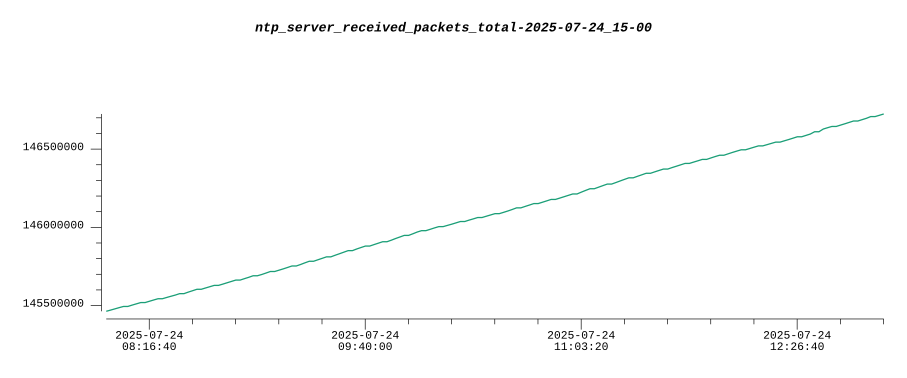 ntp_server_received_packets_total-2025-07-24_15-00
146500000
146000000
145500000
2025-07-24 2025-07-24 2025-07-24 2025-07-24
08:16:40 09:40:00 11:03:20 12:26:40